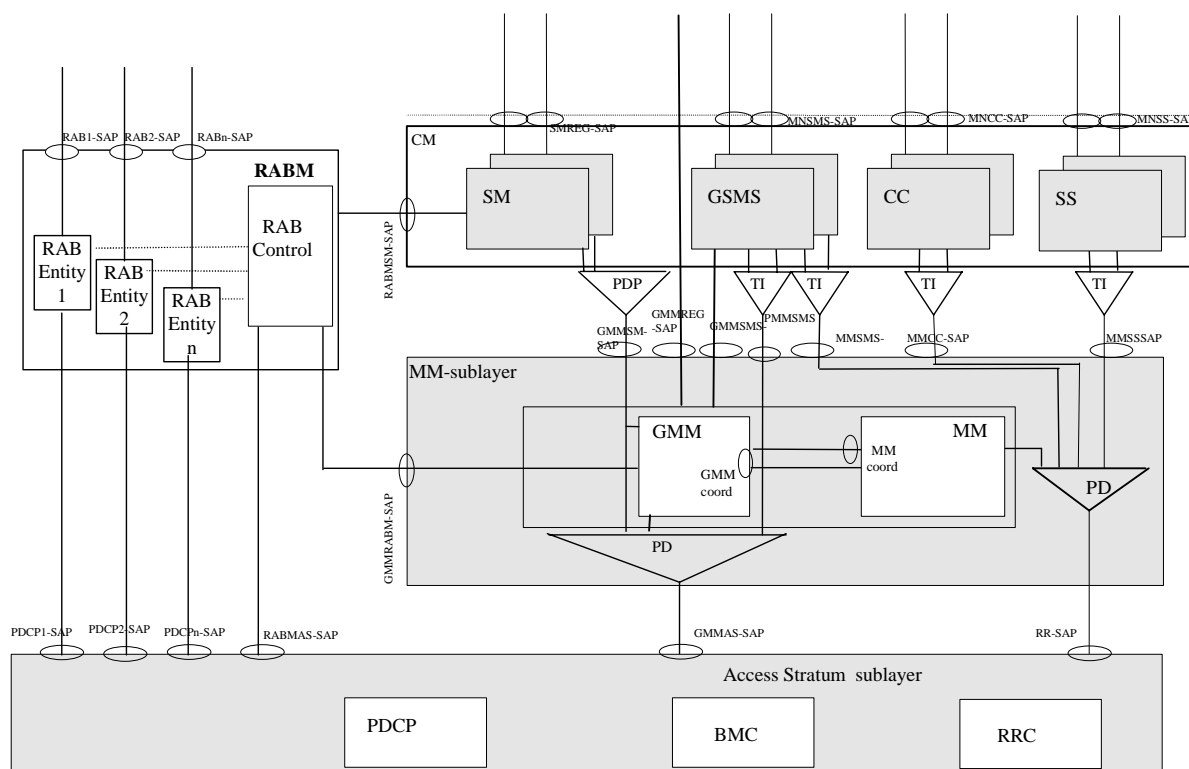 RAB1-SAP
RAB2-SAP
RABn-SAP
SMREG-SAP
MNSMS-SAP
MNCC-SAP
MNSS-SAP
CM
RABM
RAB
Control
SM
GSMS
CC
SS
RABMSM-SAP
RAB
Entity
1
RAB
Entity
2
RAB
Entity
n
PDP
TI
TI
TI
TI
GMMSM-
SAP
GMMREG
-SAP
GMMSMS-
PMMSMS
MMSMS-
MMCC-SAP
MMSSSAP
MM-sublayer
GMM
GMM
coord
MM
MM
coord
PD
PD
GMMRABM-SAP
PDCP1-SAP
PDCP2-SAP
PDCPn-SAP
RABMAS-SAP
GMMAS-SAP
RR-SAP
Access Stratum sublayer
PDCP
BMC
RRC